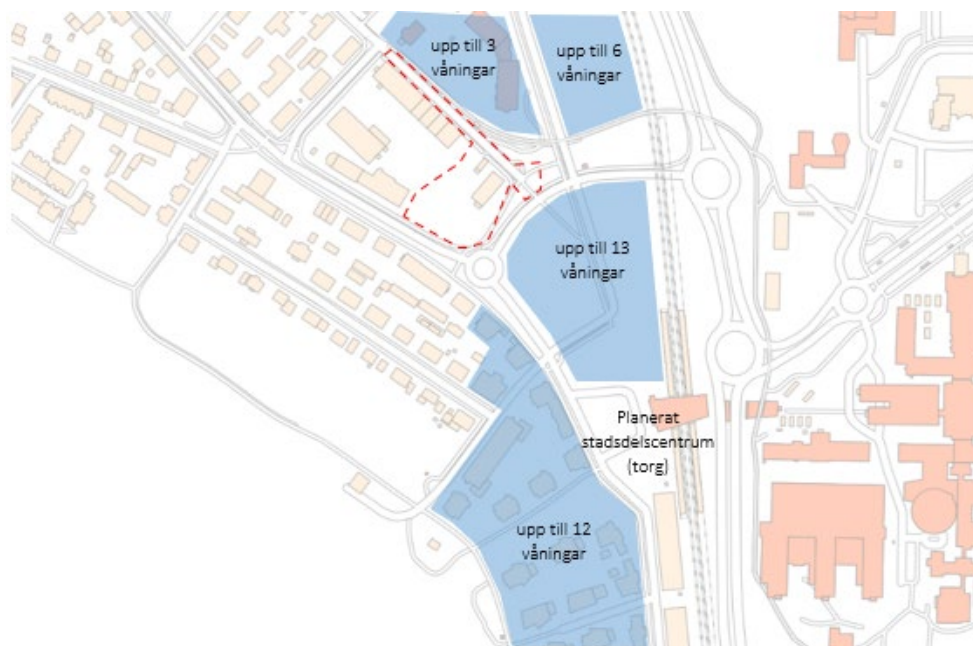 upp till 3
våningar
upp till 6
våningar
upp till 13
våningar
Planerat
stadsdelscentrum
(torg)
upp till 12
våningar